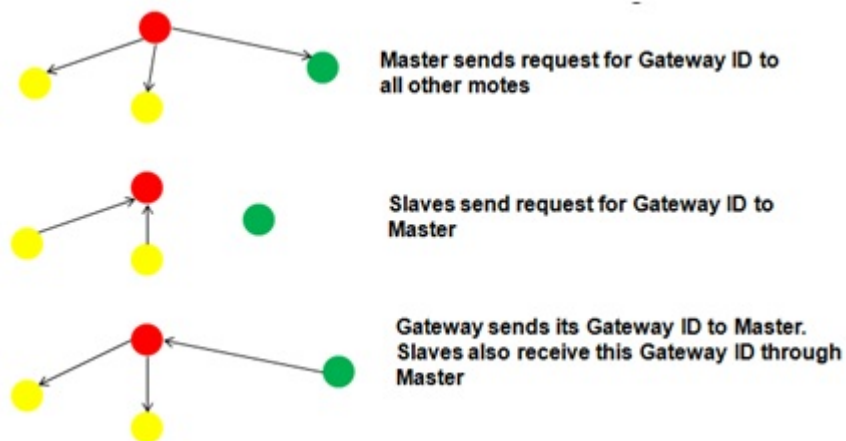 Master sends request for Gateway ID to
all other motes
Slaves send request for Gateway ID to
Master
Gateway sends its Gateway ID to Master.
Slaves also receive this Gateway ID through
Master